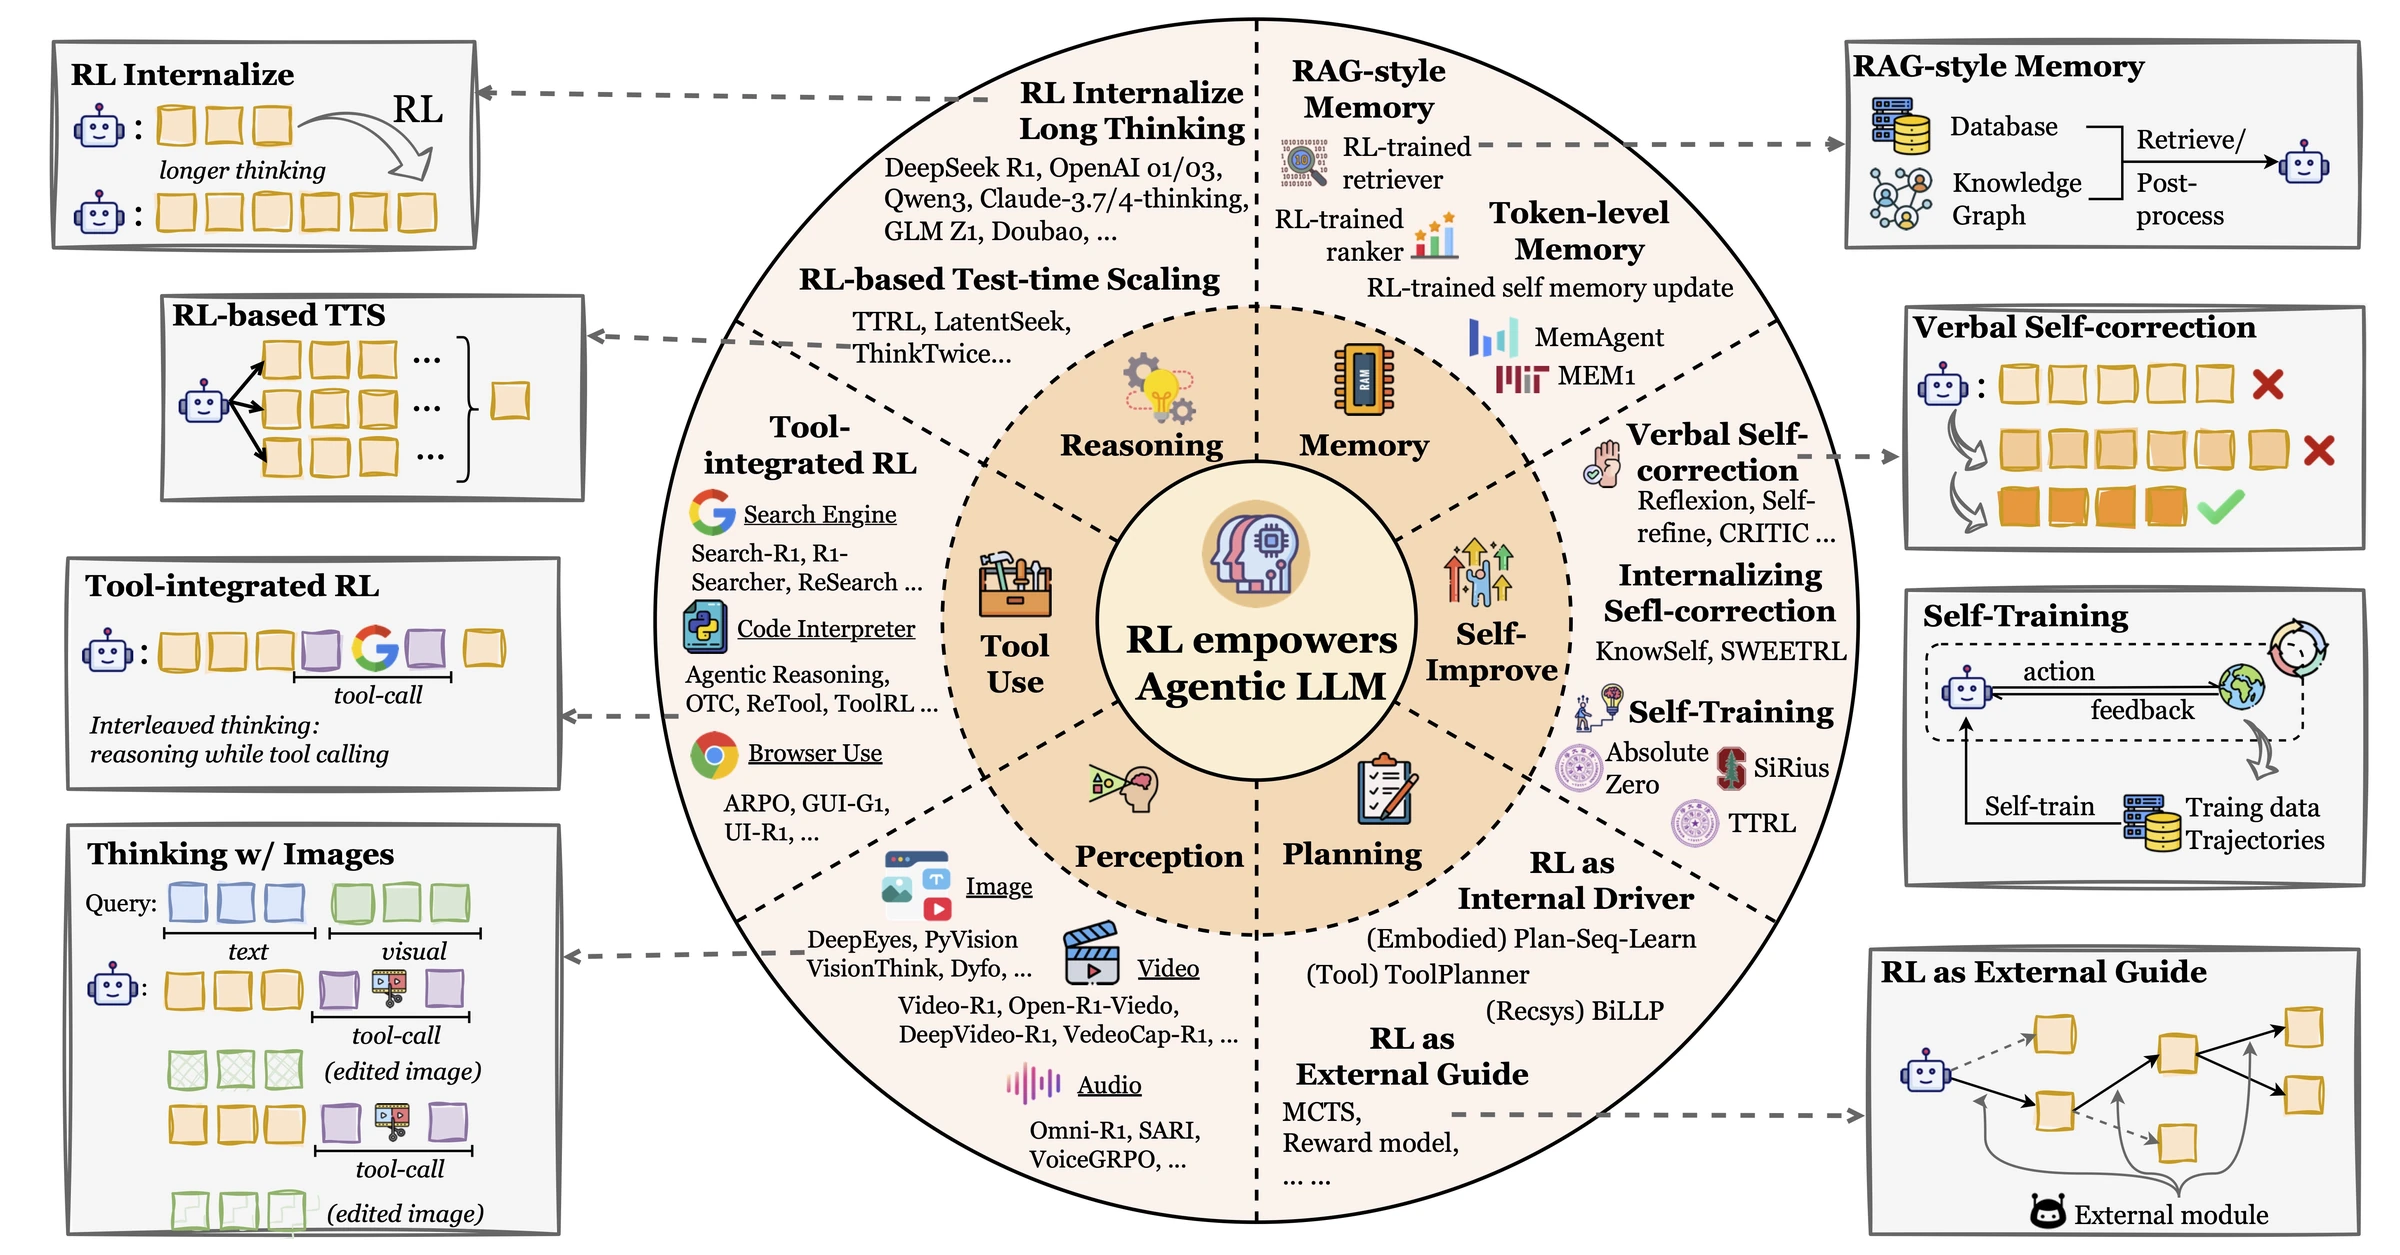 RL Internalize
RL
:
longer thinking
:
RL-based TTS
...
...
...
Tool-integrated RL
:
tool-call
Interleaved thinking:
reasoning while tool calling
Thinking w/ Images
Query:
text
visual
:
tool-call
(edited image)
tool-call
(edited image)
RL Internalize
Long Thinking
DeepSeek R1, OpenAI o1/o3,
Qwen3, Claude-3.7/4-thinking,
GLM Z1, Doubao, ...
RL-based Test-time Scaling
TTRL, LatentSeek,
ThinkTwice...
Reasoning
Tool-
integrated RL
Search Engine
Search-R1, R1-
Searcher, ReSearch ...
Code Interpreter
Agentic Reasoning,
OTC, ReTool, ToolRL ...
Browser Use
ARPO, GUI-G1,
UI-R1, ...
Tool
Use
Perception
Image
DeepEyes, PyVision
VisionThink, Dyfo, ...
Video
Video-R1, Open-R1-Viedo,
DeepVideo-R1, VedeoCap-R1, ...
Audio
Omni-R1, SARI,
VoiceGRPO, ...
RL empowers
Agentic LLM
RAG-style
Memory
RL-trained
retriever
RL-trained
ranker
Token-level
Memory
RL-trained self memory update
MemAgent
MIT MEM1
RAM
Memory
Verbal Self-
correction
Reflexion, Self-
refine, CRITIC ...
Internalizing
Sefl-correction
KnowSelf, SWEETRL
Self-Training
Absolute
Zero
SiRius
TTRL
Self-
Improve
Planning
RL as
Internal Driver
(Embodied) Plan-Seq-Learn
(Tool) ToolPlanner
(Recsys) BiLLP
RL as
External Guide
MCTS,
Reward model,
... ...
RAG-style Memory
Database
Knowledge
Graph
Retrieve/
Post-
process
Verbal Self-correction
:
Self-Training
action
feedback
Self-train
Traing data
Trajectories
RL as External Guide
External module